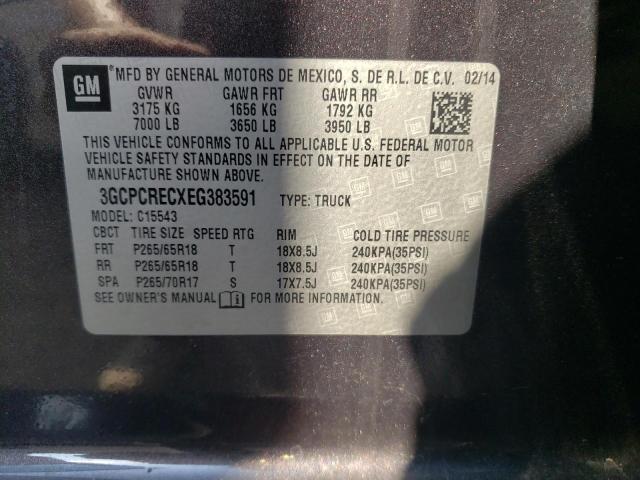 GM MFD BY GENERAL MOTORS DE MEXICO, S. DE R.L. DE C.V. 02/14
GVWR GAWR FRT GAWR RR
3175 KG 1656 KG 1792 KG
7000 LB 3650 LB 3950 LB
THIS VEHICLE CONFORMS TO ALL APPLICABLE U.S. FEDERAL MOTOR
VEHICLE SAFETY STANDARDS IN EFFECT ON THE DATE OF
MANUFACTURE SHOWN ABOVE.
3GCPCRECXEG383591 TYPE: TRUCK
MODEL: C15543
CBCT TIRE SIZE SPEED RTG RIM COLD TIRE PRESSURE
FRT P265/65R18 T 18X8.5J 240KPA(35PSI)
RR P265/65R18 T 18X8.5J 240KPA(35PSI)
SPA P265/70R17 S 17X7.5J 240KPA(35PSI)
SEE OWNER'S MANUAL FOR MORE INFORMATION.